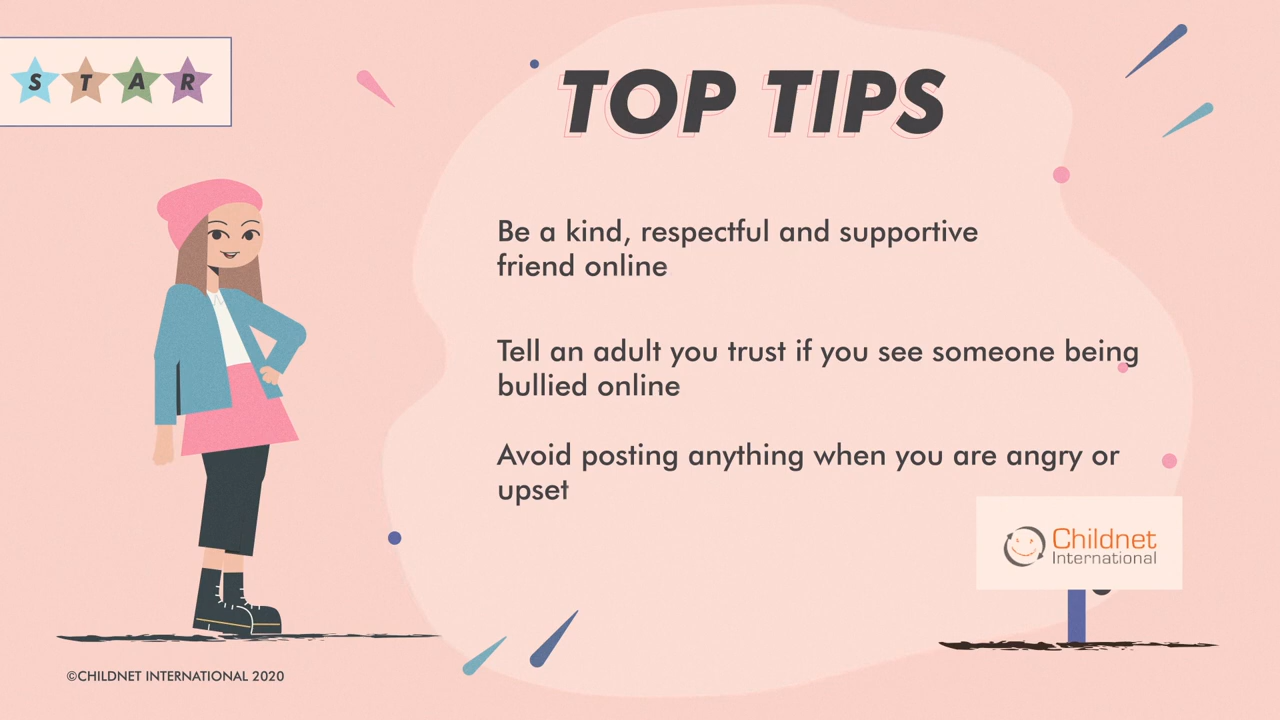 S T A R
TOP TIPS
Be a kind, respectful and supportive
friend online
Tell an adult you trust if you see someone being
bullied online
Avoid posting anything when you are angry or
upset
Childnet
International
©CHILDNET INTERNATIONAL 2020